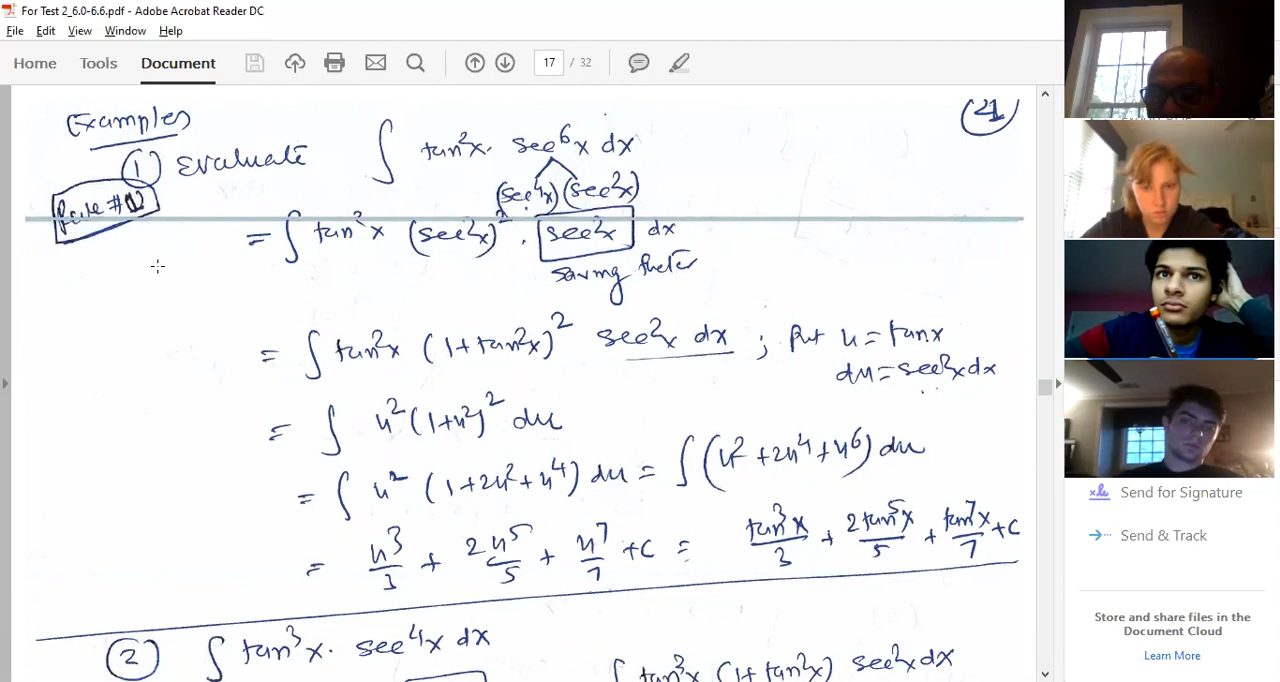 For Test 2_6.0-6.6.pdf - Adobe Acrobat Reader DC
File Edit View Window Help
Home Tools Document 17 / 32
Examples
4
① Evaluate ∫ tan²x · sec⁶x dx
(sec⁴x)(sec²x)
Rule #1
= ∫ tan²x (sec²x)² · sec²x dx
saving factor
= ∫ tan²x (1+tan²x)² sec²x dx ; Put u = tanx
du = sec²x dx
= ∫ u² (1+u²)² du
= ∫ u² (1+2u²+u⁴) du = ∫ (u² + 2u⁴ + u⁶) du
= u³/3 + 2u⁵/5 + u⁷/7 + C = tan³x/3 + 2tan⁵x/5 + tan⁷x/7 + C
② ∫ tan³x · sec⁴x dx
∫ tan³x (1+tan²x) sec²x dx
Send for Signature
Send & Track
Store and share files in the
Document Cloud
Learn More